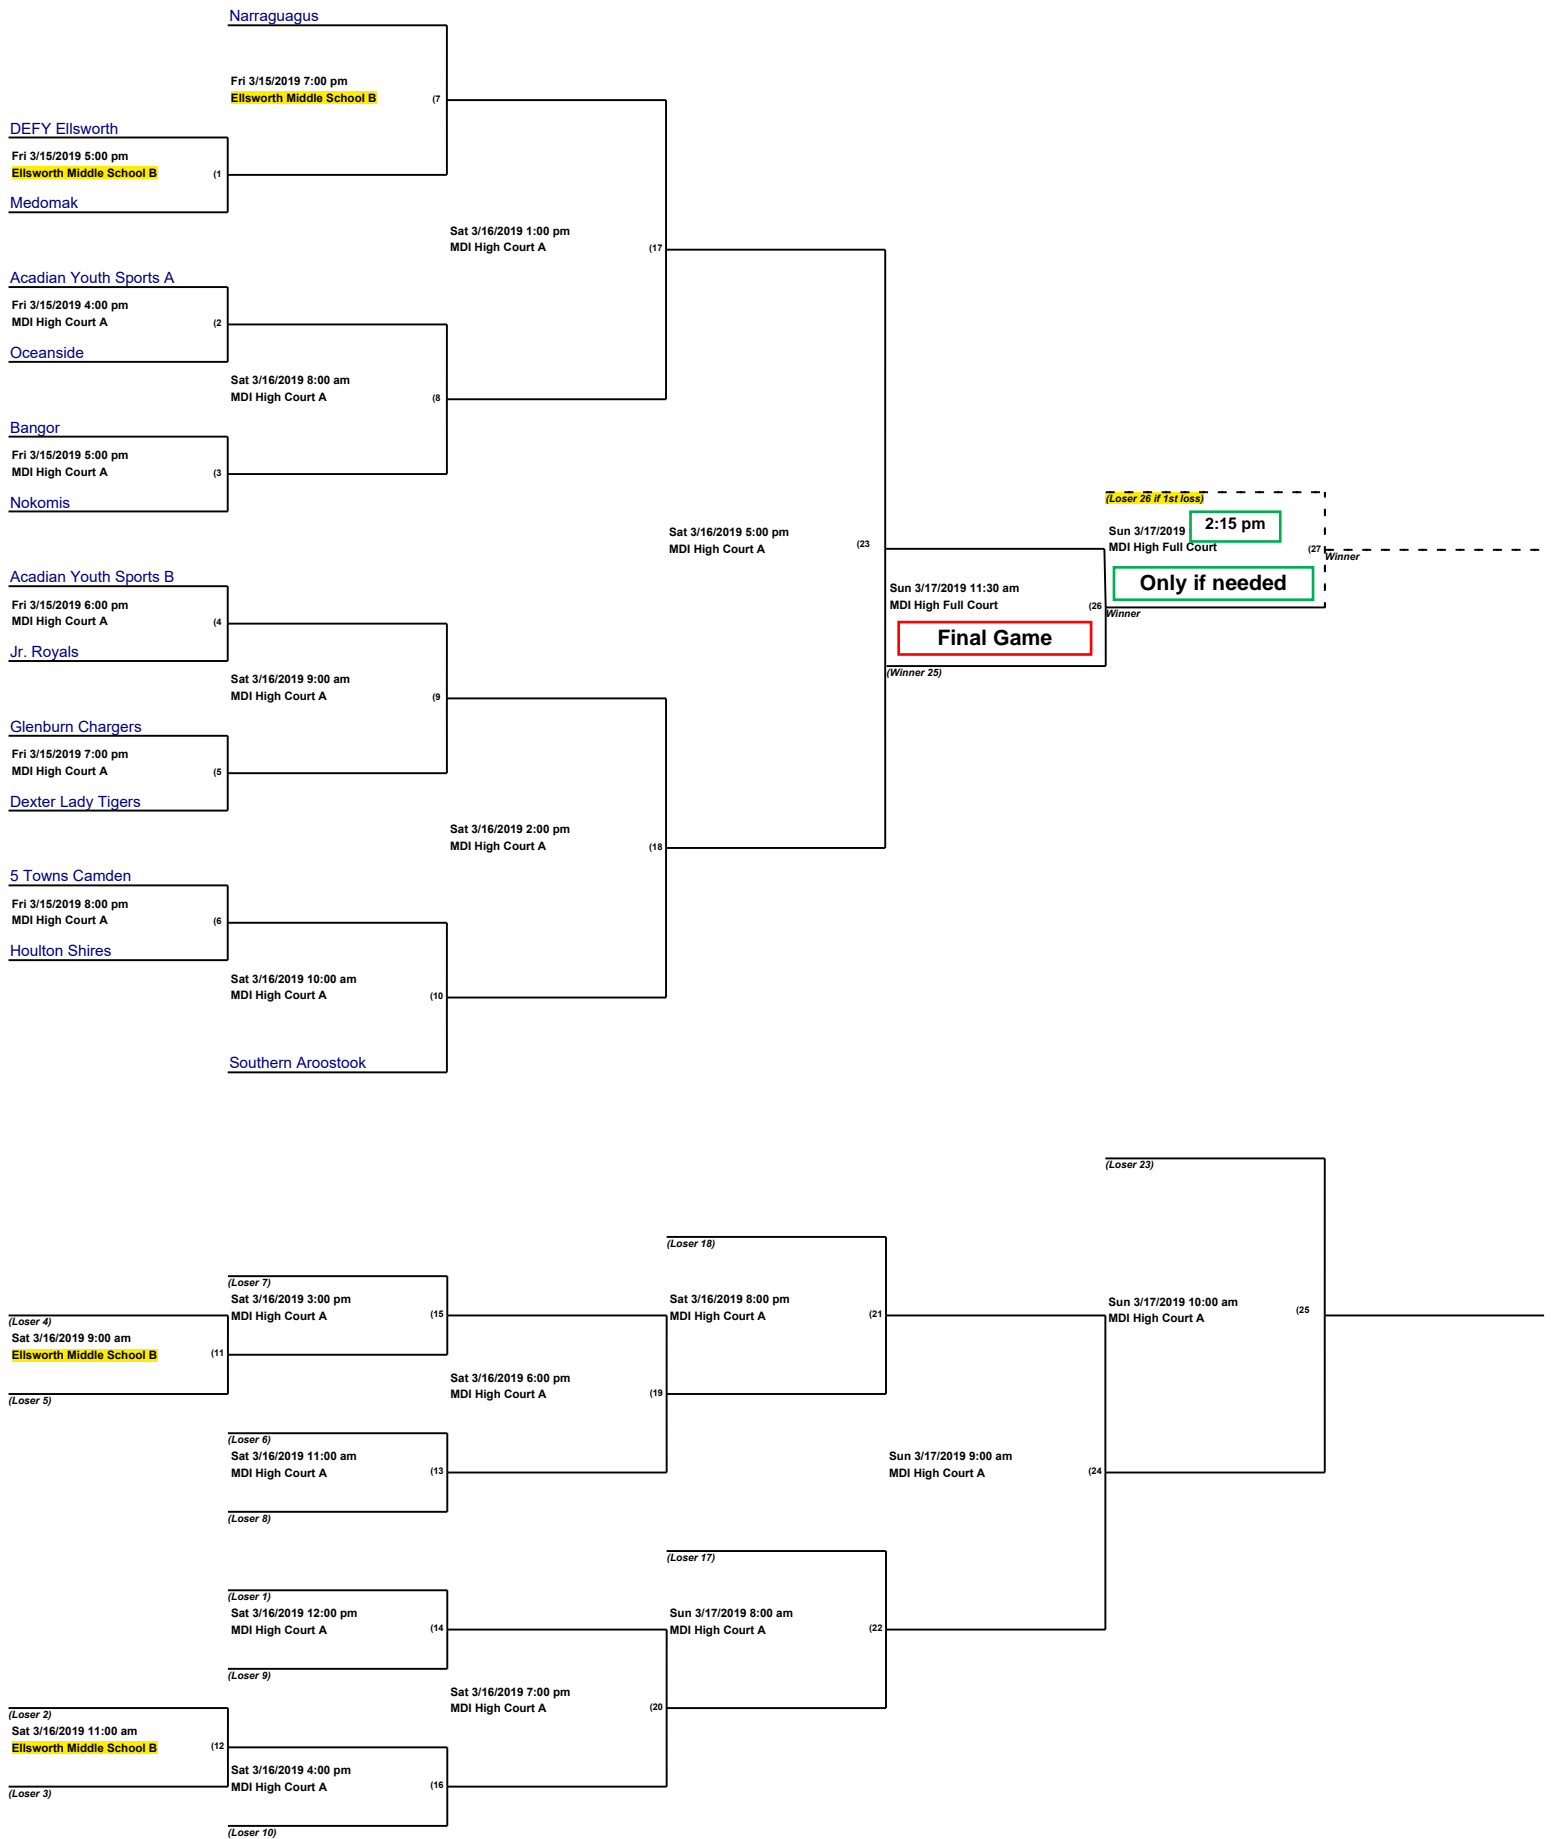 Narraguagus
Fri 3/15/2019 7:00 pm
Ellsworth Middle School B (7
DEFY Ellsworth
Fri 3/15/2019 5:00 pm
Ellsworth Middle School B (1
Medomak
Sat 3/16/2019 1:00 pm
MDI High Court A (17
Acadian Youth Sports A
Fri 3/15/2019 4:00 pm
MDI High Court A (2
Oceanside
Sat 3/16/2019 8:00 am
MDI High Court A (8
Bangor
Fri 3/15/2019 5:00 pm
MDI High Court A (3
Nokomis
(Loser 26 if 1st loss)
Sun 3/17/2019 2:15 pm
MDI High Full Court (27
Winner
Only if needed
Sat 3/16/2019 5:00 pm
MDI High Court A (23
Acadian Youth Sports B
Fri 3/15/2019 6:00 pm
MDI High Court A (4
Jr. Royals
Sun 3/17/2019 11:30 am
MDI High Full Court (26
Winner
Final Game
(Winner 25)
Sat 3/16/2019 9:00 am
MDI High Court A (9
Glenburn Chargers
Fri 3/15/2019 7:00 pm
MDI High Court A (5
Dexter Lady Tigers
Sat 3/16/2019 2:00 pm
MDI High Court A (18
5 Towns Camden
Fri 3/15/2019 8:00 pm
MDI High Court A (6
Houlton Shires
Sat 3/16/2019 10:00 am
MDI High Court A (10
Southern Aroostook
(Loser 23)
(Loser 18)
(Loser 7)
Sat 3/16/2019 3:00 pm
MDI High Court A (15
Sat 3/16/2019 8:00 pm
MDI High Court A (21
Sun 3/17/2019 10:00 am
MDI High Court A (25
(Loser 4)
Sat 3/16/2019 9:00 am
Ellsworth Middle School B (11
(Loser 5)
Sat 3/16/2019 6:00 pm
MDI High Court A (19
(Loser 6)
Sat 3/16/2019 11:00 am
MDI High Court A (13
(Loser 8)
Sun 3/17/2019 9:00 am
MDI High Court A (24
(Loser 17)
(Loser 1)
Sat 3/16/2019 12:00 pm
MDI High Court A (14
(Loser 9)
Sun 3/17/2019 8:00 am
MDI High Court A (22
Sat 3/16/2019 7:00 pm
MDI High Court A (20
(Loser 2)
Sat 3/16/2019 11:00 am
Ellsworth Middle School B (12
(Loser 3)
Sat 3/16/2019 4:00 pm
MDI High Court A (16
(Loser 10)